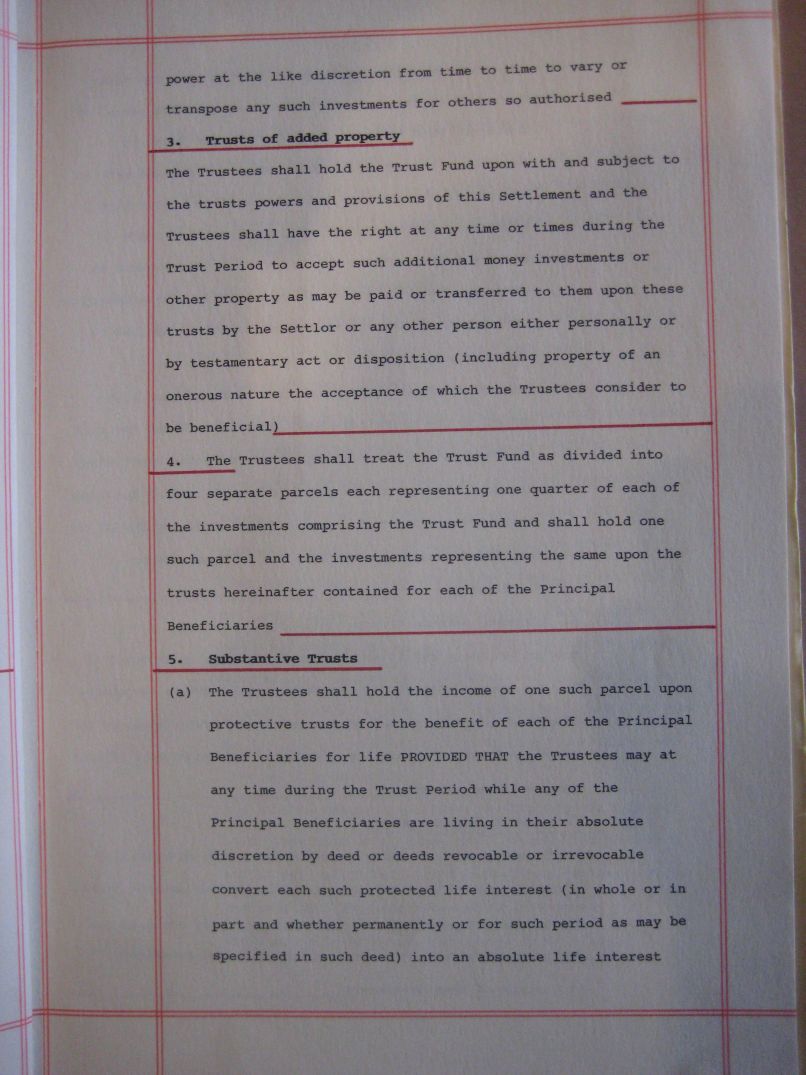 power at the like discretion from time to time to vary or
transpose any such investments for others so authorised
3. Trusts of added property
The Trustees shall hold the Trust Fund upon with and subject to
the trusts powers and provisions of this Settlement and the
Trustees shall have the right at any time or times during the
Trust Period to accept such additional money investments or
other property as may be paid or transferred to them upon these
trusts by the Settlor or any other person either personally or
by testamentary act or disposition (including property of an
onerous nature the acceptance of which the Trustees consider to
be beneficial)
4. The Trustees shall treat the Trust Fund as divided into
four separate parcels each representing one quarter of each of
the investments comprising the Trust Fund and shall hold one
such parcel and the investments representing the same upon the
trusts hereinafter contained for each of the Principal
Beneficiaries
5. Substantive Trusts
(a) The Trustees shall hold the income of one such parcel upon
protective trusts for the benefit of each of the Principal
Beneficiaries for life PROVIDED THAT the Trustees may at
any time during the Trust Period while any of the
Principal Beneficiaries are living in their absolute
discretion by deed or deeds revocable or irrevocable
convert each such protected life interest (in whole or in
part and whether permanently or for such period as may be
specified in such deed) into an absolute life interest